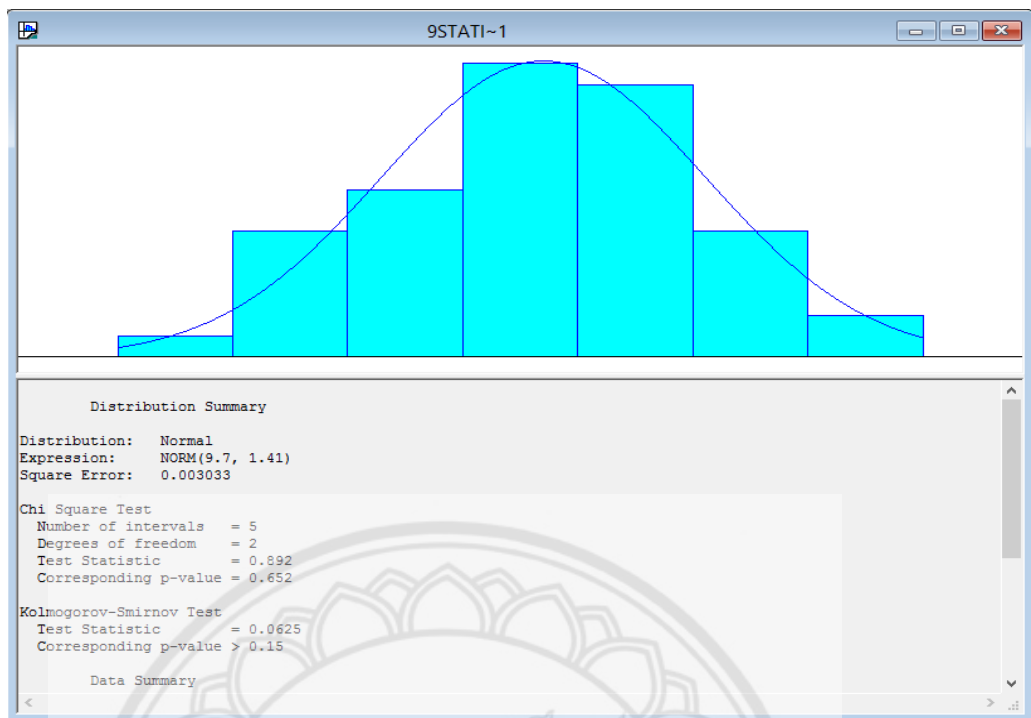 9STATI~1
Distribution Summary
Distribution: Normal
Expression: NORM(9.7, 1.41)
Square Error: 0.003033
Chi Square Test
Number of intervals = 5
Degrees of freedom = 2
Test Statistic = 0.892
Corresponding p-value = 0.652
Kolmogorov-Smirnov Test
Test Statistic = 0.0625
Corresponding p-value > 0.15
Data Summary